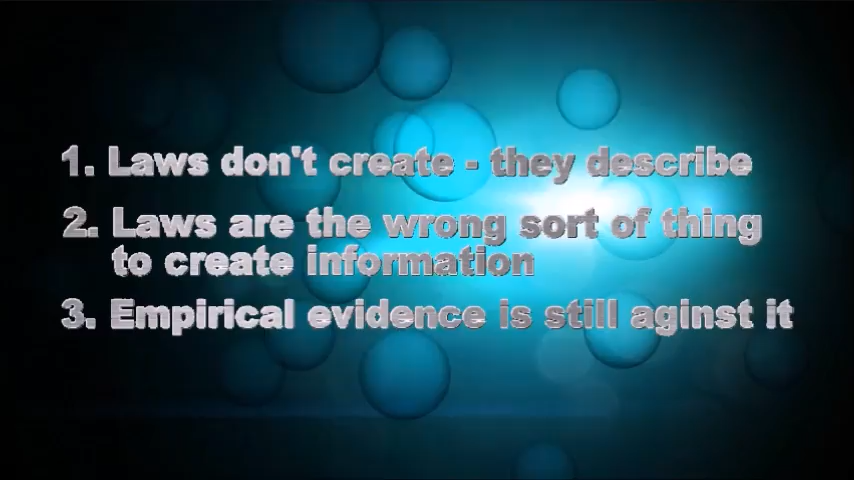 1. Laws don't create - they describe
2. Laws are the wrong sort of thing
to create information
3. Empirical evidence is still aginst it